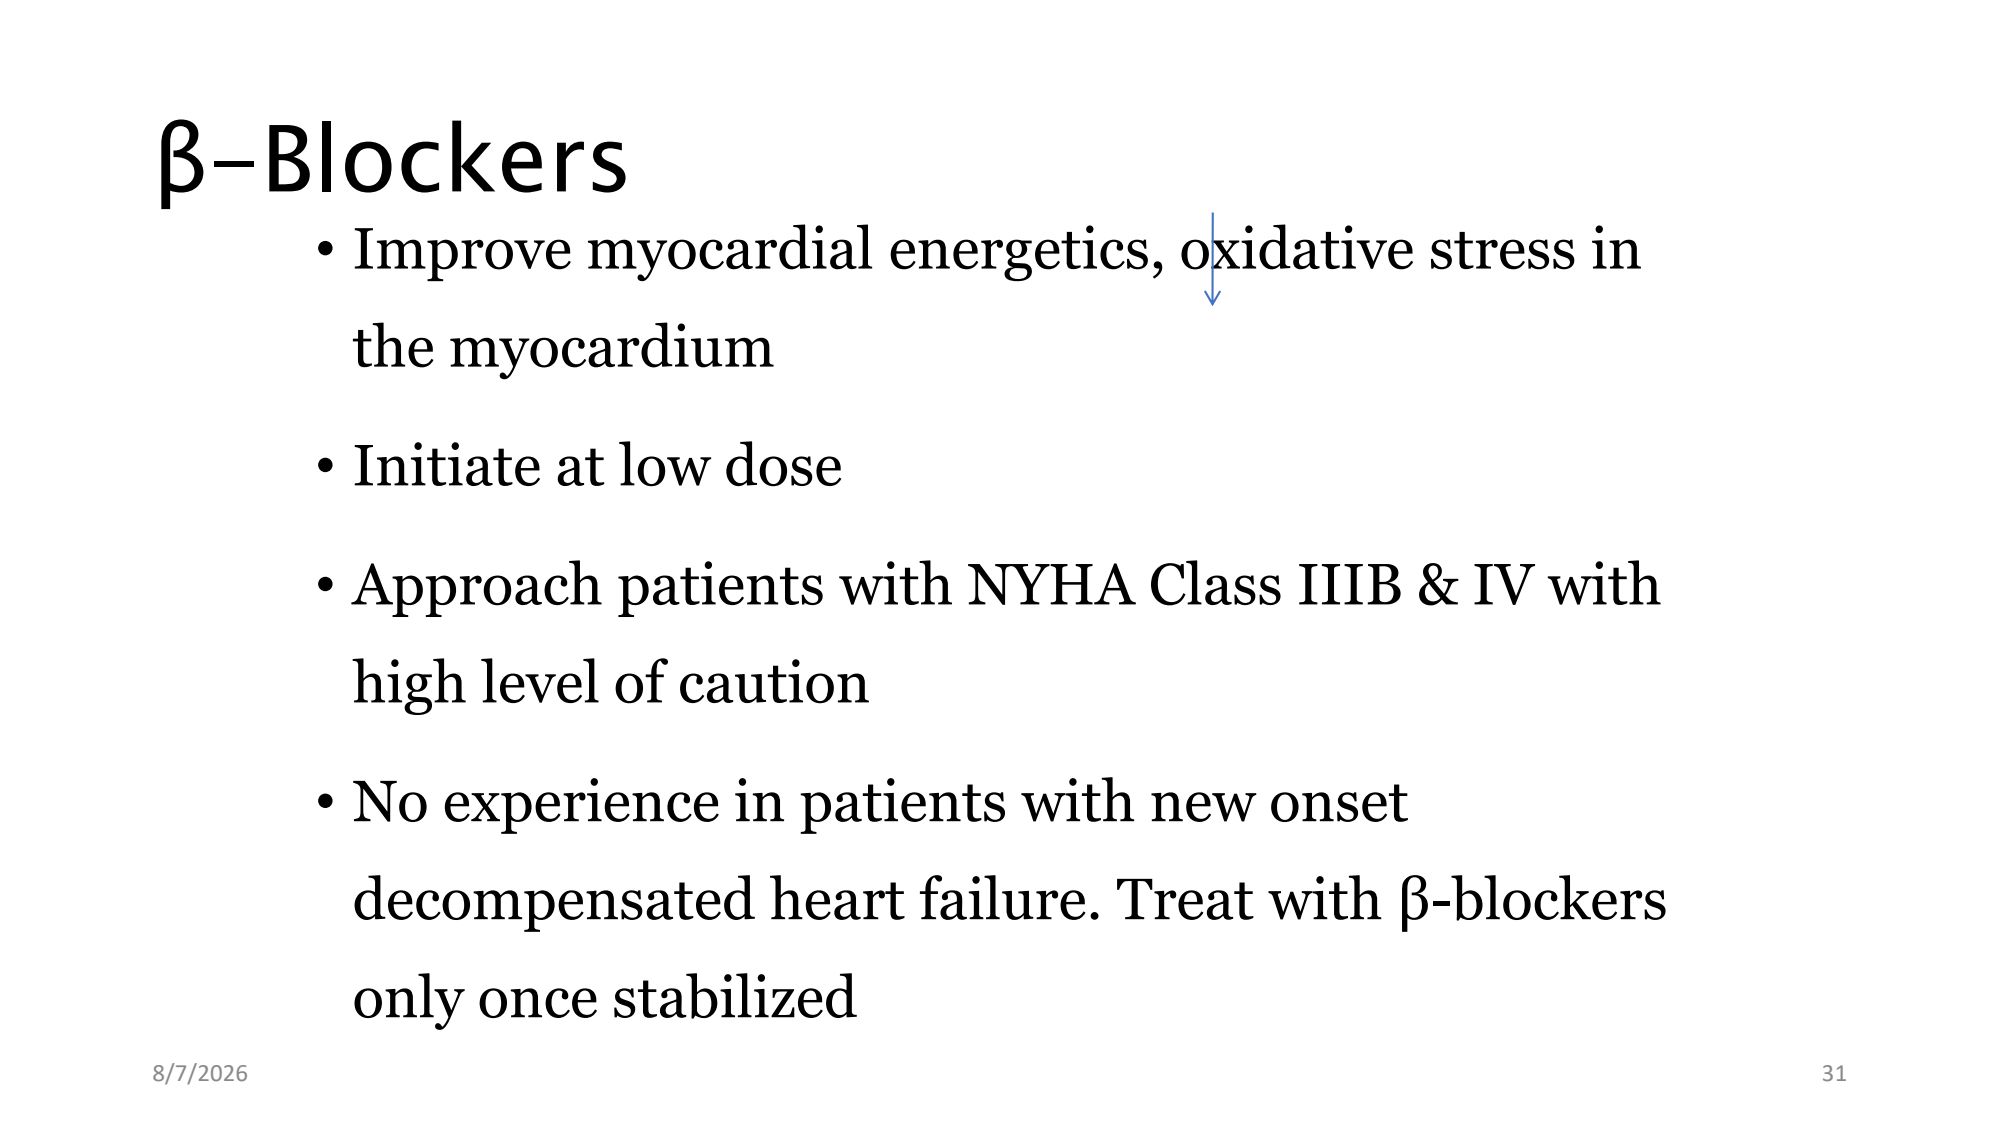 β–Blockers
• Improve myocardial energetics, oxidative stress in
the myocardium
• Initiate at low dose
• Approach patients with NYHA Class IIIB & IV with
high level of caution
• No experience in patients with new onset
decompensated heart failure. Treat with β-blockers
only once stabilized
8/7/2026
31